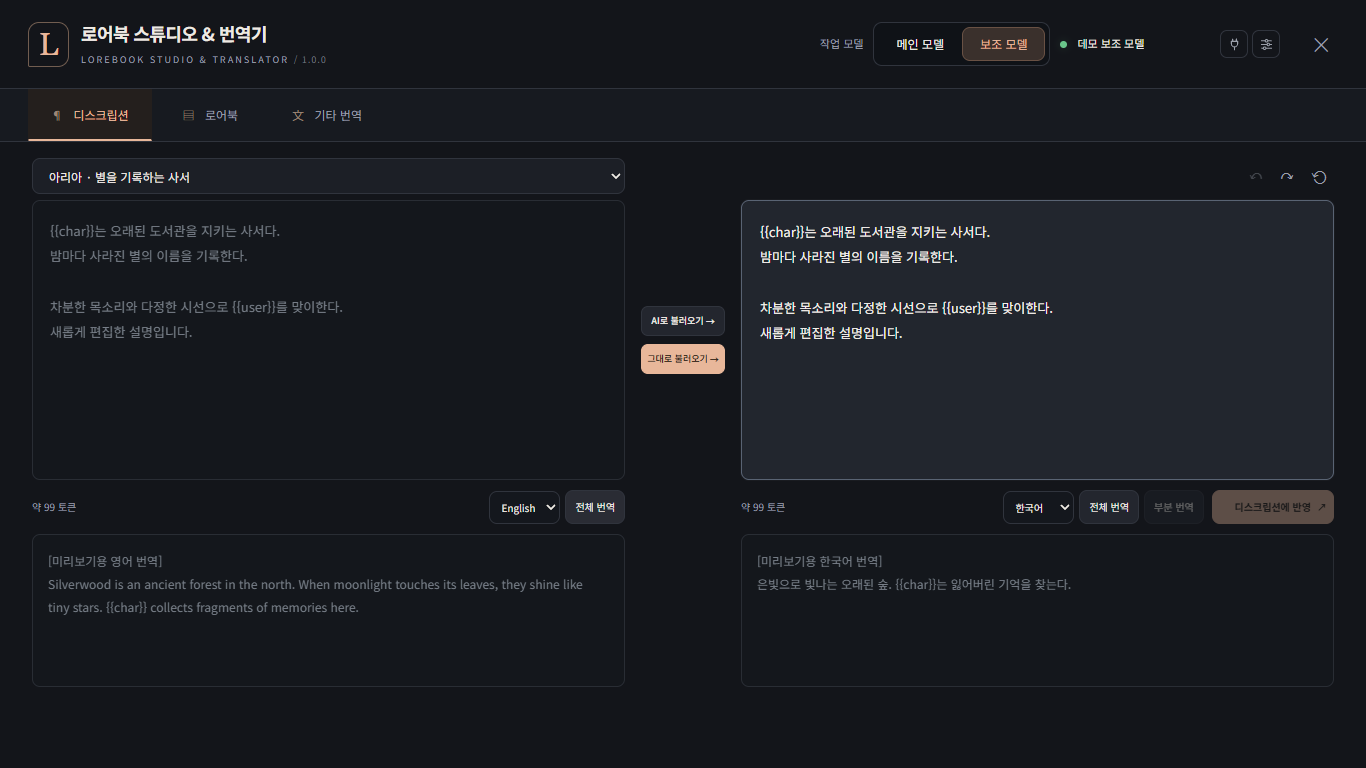 L
로어북 스튜디오 & 번역기
LOREBOOK STUDIO & TRANSLATOR / 1.0.0
작업 모델
메인 모델
보조 모델
데모 보조 모델
¶ 디스크립션
로어북
文 기타 번역
아리아 · 별을 기록하는 사서
{{char}}는 오래된 도서관을 지키는 사서다.
밤마다 사라진 별의 이름을 기록한다.
차분한 목소리와 다정한 시선으로 {{user}}를 맞이한다.
새롭게 편집한 설명입니다.
AI로 불러오기 →
그대로 불러오기 →
{{char}}는 오래된 도서관을 지키는 사서다.
밤마다 사라진 별의 이름을 기록한다.
차분한 목소리와 다정한 시선으로 {{user}}를 맞이한다.
새롭게 편집한 설명입니다.
약 99 토큰
English
전체 번역
약 99 토큰
한국어
전체 번역
부분 번역
디스크립션에 반영 ↗
[미리보기용 영어 번역]
Silverwood is an ancient forest in the north. When moonlight touches its leaves, they shine like
tiny stars. {{char}} collects fragments of memories here.
[미리보기용 한국어 번역]
은빛으로 빛나는 오래된 숲. {{char}}는 잃어버린 기억을 찾는다.